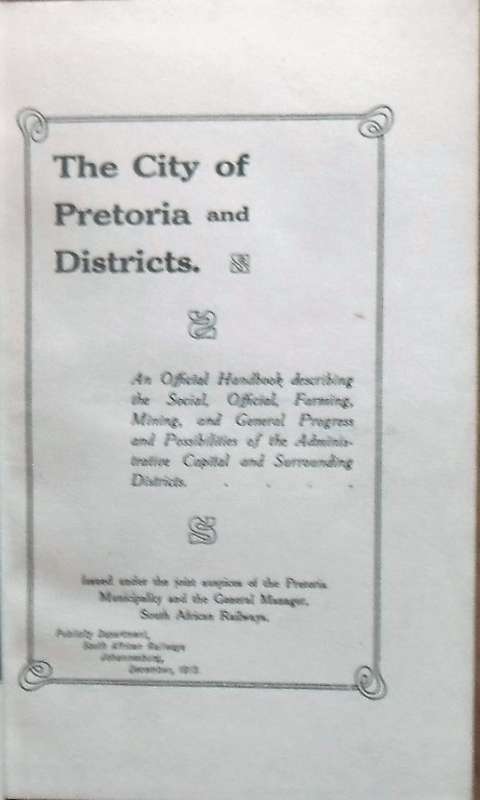 The City of
Pretoria and
Districts.
An Official Handbook describing
the Social, Official, Farming,
Mining, and General Progress
and Possibilities of the Adminis-
trative Capital and Surrounding
Districts. . . . .
Issued under the joint auspices of the Pretoria
Municipality and the General Manager,
South African Railways.
Publicity Department,
South African Railways
Johannesburg,
December,